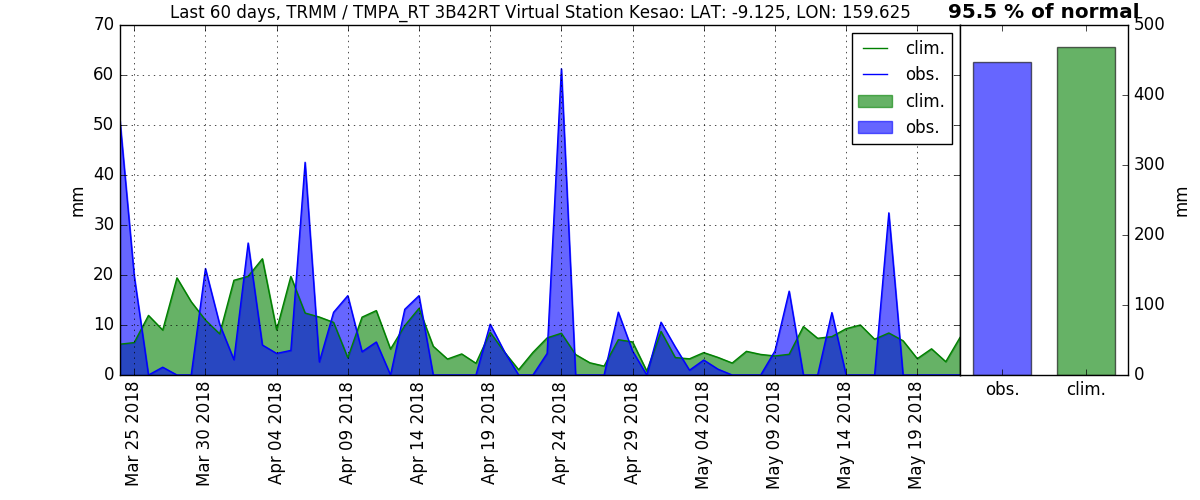 Last 60 days, TRMM / TMPA_RT 3B42RT Virtual Station Kesao: LAT: -9.125, LON: 159.625
95.5 % of normal
70
60
50
40
30
20
10
0
mm
clim.
obs.
clim.
obs.
Mar 25 2018
Mar 30 2018
Apr 04 2018
Apr 09 2018
Apr 14 2018
Apr 19 2018
Apr 24 2018
Apr 29 2018
May 04 2018
May 09 2018
May 14 2018
May 19 2018
500
400
300
200
100
0
mm
obs.
clim.